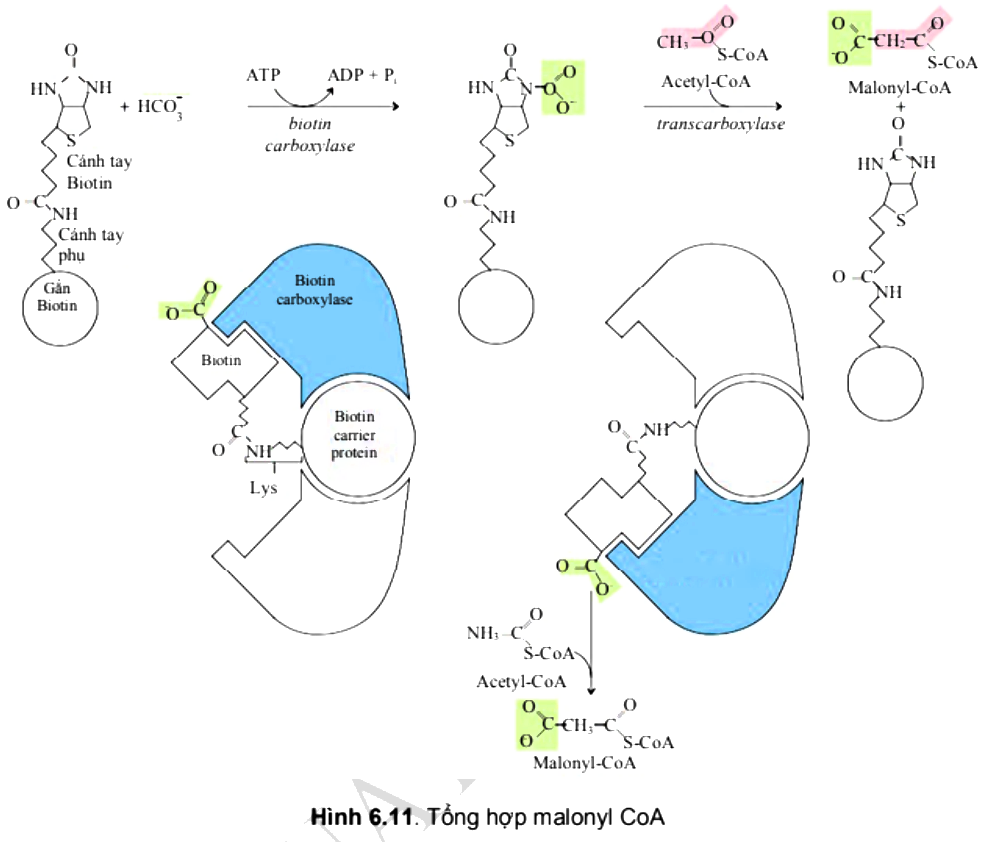 O
HN
NH
S
+ HCO₃⁻
Cánh tay
Biotin
O
C
NH
Cánh tay
phụ
Gắn
Biotin
ATP
ADP + Pᵢ
biotin
carboxylase
O
C
HN
N
O
O
O⁻
S
O
C
NH
CH₃
O
O
S-CoA
Acetyl-CoA
transcarboxylase
O
⁻O
C
CH₂
C
O
S-CoA
Malonyl-CoA
+
O
C
HN
NH
S
O
C
NH
⁻O
C
O
Biotin
Biotin
carboxylase
Biotin
carrier
protein
O
C
NH
Lys
O
C
NH
O
C
O⁻
NH₃
C
O
S-CoA
Acetyl-CoA
O
O
C
CH₃
C
O
S-CoA
Malonyl-CoA
Hình 6.11. Tổng hợp malonyl CoA